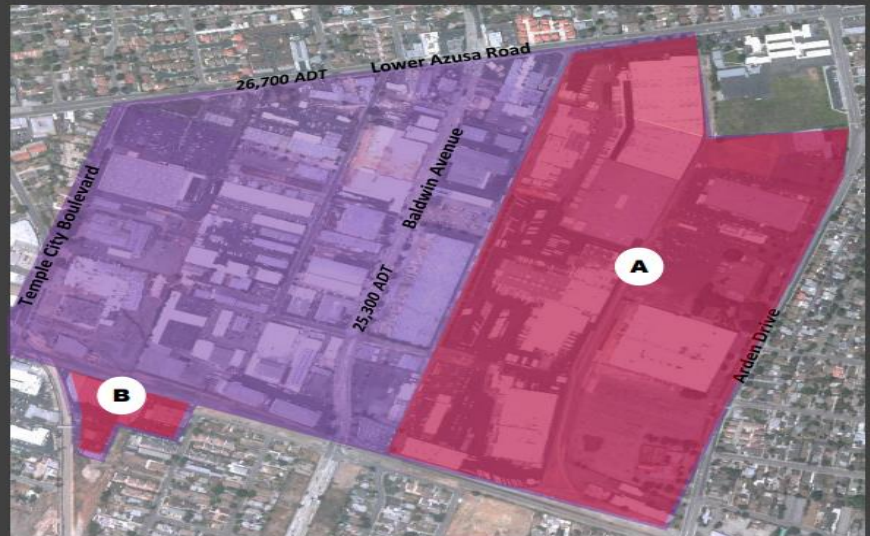 26,700 ADT
Lower Azusa Road
Temple City Boulevard
Baldwin Avenue
25,300 ADT
A
Arden Drive
B